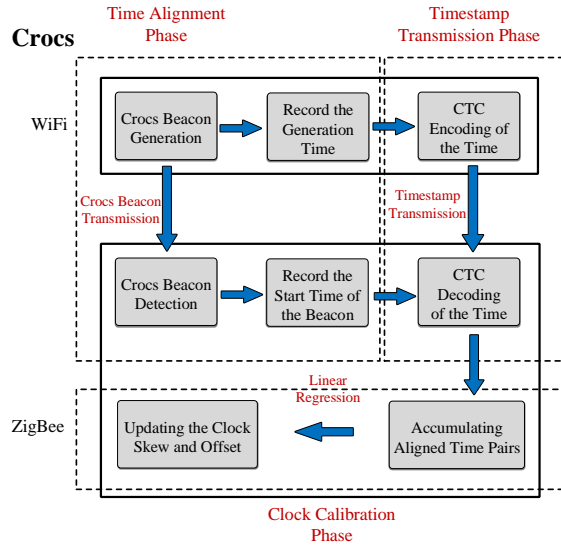 Time Alignment
Phase
Timestamp
Transmission Phase
Crocs
WiFi
Crocs Beacon
Generation
Record the
Generation
Time
CTC
Encoding of
the Time
Crocs Beacon
Transmission
Timestamp
Transmission
Crocs Beacon
Detection
Record the
Start Time of
the Beacon
CTC
Decoding
of the Time
Linear
Regression
ZigBee
Updating the Clock
Skew and Offset
Accumulating
Aligned Time Pairs
Clock Calibration
Phase